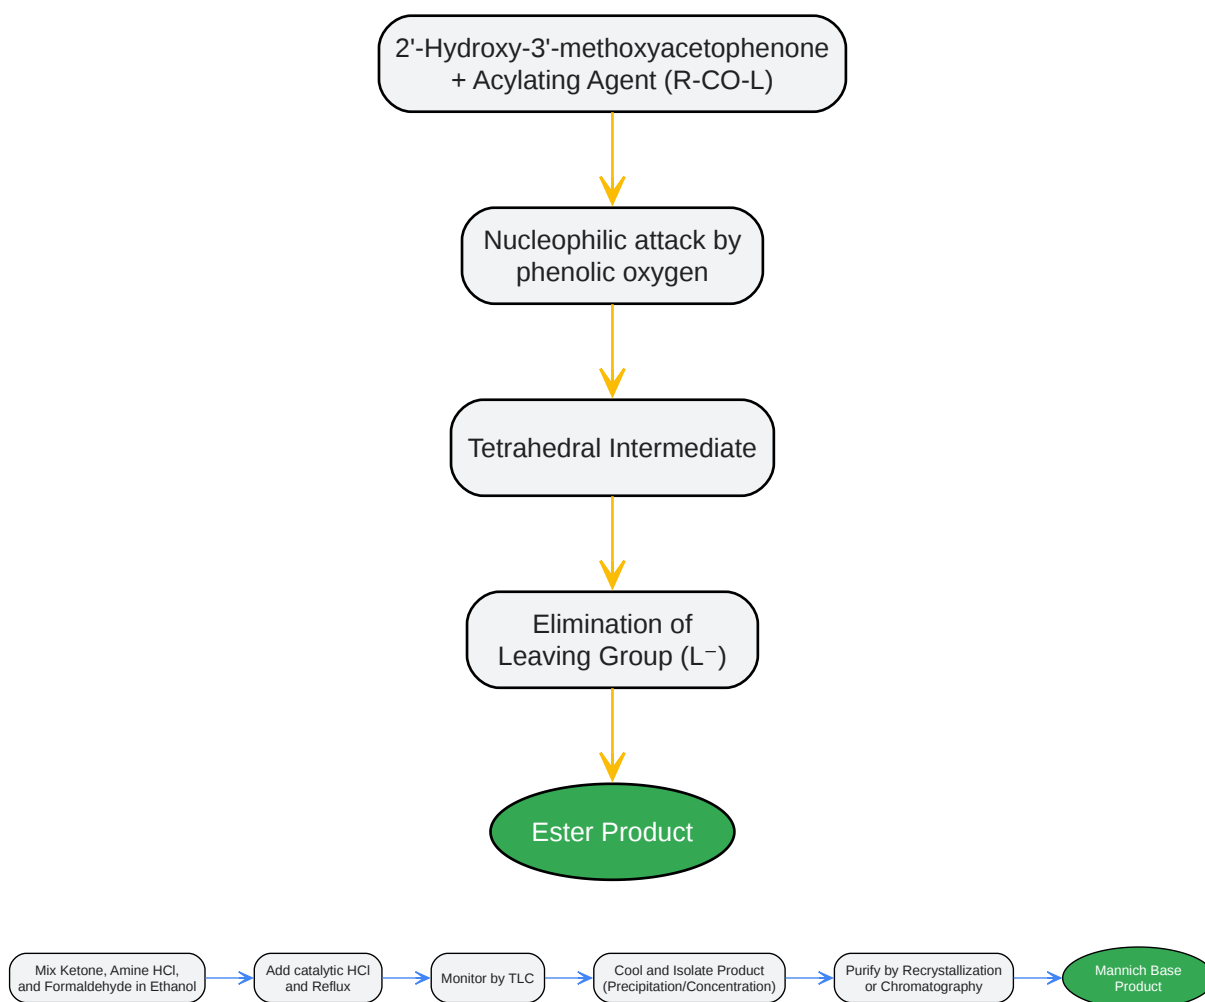 2'-Hydroxy-3'-methoxyacetophenone
+ Acylating Agent (R-CO-L)
Nucleophilic attack by
phenolic oxygen
Tetrahedral Intermediate
Elimination of
Leaving Group (L⁻)
Ester Product
Mix Ketone, Amine HCl,
and Formaldehyde in Ethanol
Add catalytic HCl
and Reflux
Monitor by TLC
Cool and Isolate Product
(Precipitation/Concentration)
Purify by Recrystallization
or Chromatography
Mannich Base
Product